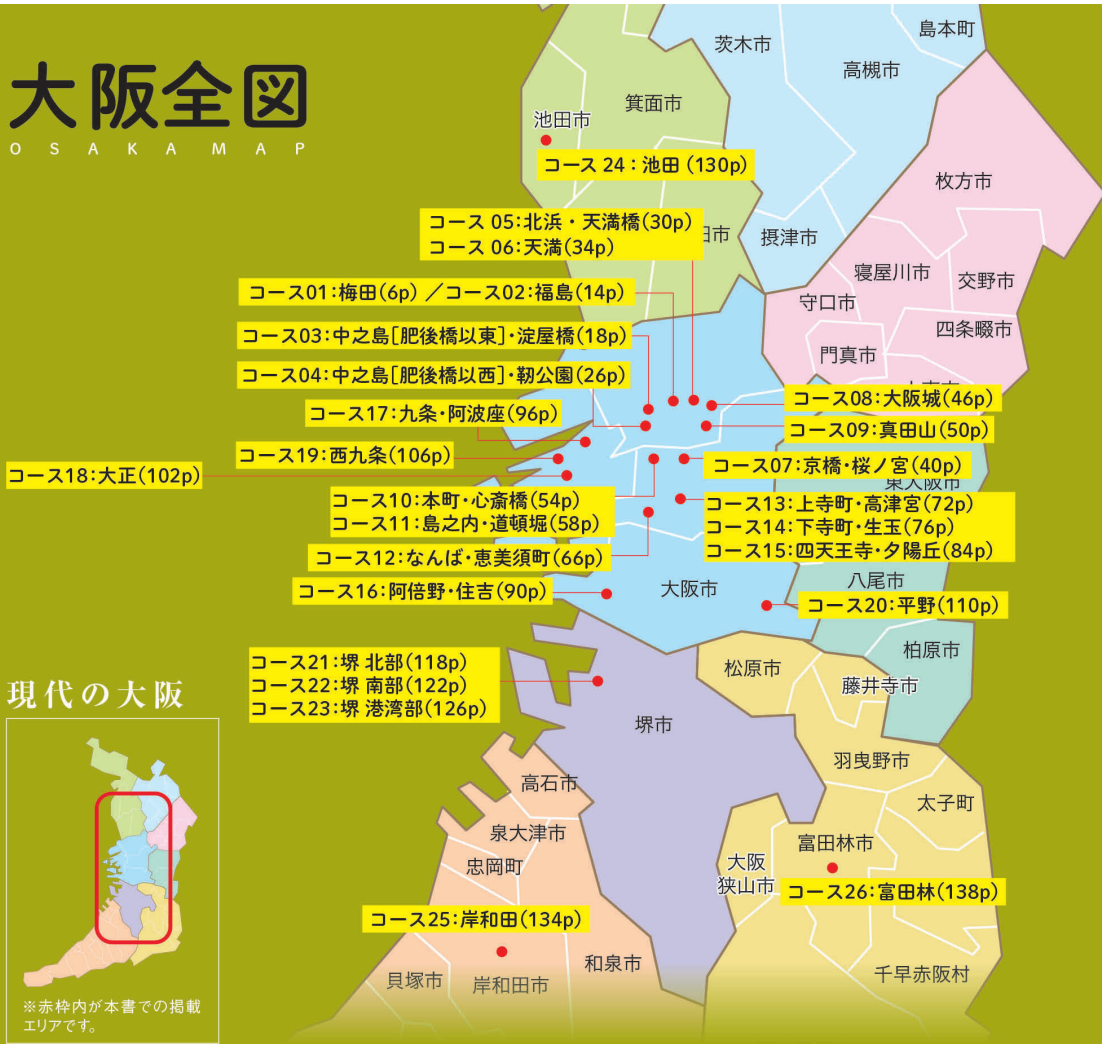 大阪全図
OSAKA MAP
島本町
茨木市
高槻市
箕面市
池田市
コース 24：池田 (130p)
枚方市
コース 05：北浜・天満橋(30p)
コース 06：天満(34p)
田市
摂津市
寝屋川市
交野市
コース01：梅田(6p) ／コース02：福島(14p)
守口市
四条畷市
コース03：中之島[肥後橋以東]・淀屋橋(18p)
門真市
コース04：中之島[肥後橋以西]・靭公園(26p)
コース08：大阪城(46p)
コース17：九条・阿波座(96p)
コース09：真田山(50p)
コース19：西九条(106p)
コース07：京橋・桜ノ宮(40p)
コース18：大正(102p)
東大阪市
コース10：本町・心斎橋(54p)
コース11：島之内・道頓堀(58p)
コース13：上寺町・高津宮(72p)
コース14：下寺町・生玉(76p)
コース15：四天王寺・夕陽丘(84p)
コース12：なんば・恵美須町(66p)
八尾市
大阪市
コース16：阿倍野・住吉(90p)
コース20：平野(110p)
柏原市
松原市
藤井寺市
コース21：堺 北部(118p)
コース22：堺 南部(122p)
コース23：堺 港湾部(126p)
堺市
羽曳野市
高石市
太子町
泉大津市
富田林市
忠岡町
大阪
狭山市
コース26：富田林(138p)
コース25：岸和田(134p)
和泉市
千早赤阪村
貝塚市
岸和田市
現代の大阪
※赤枠内が本書での掲載
エリアです。